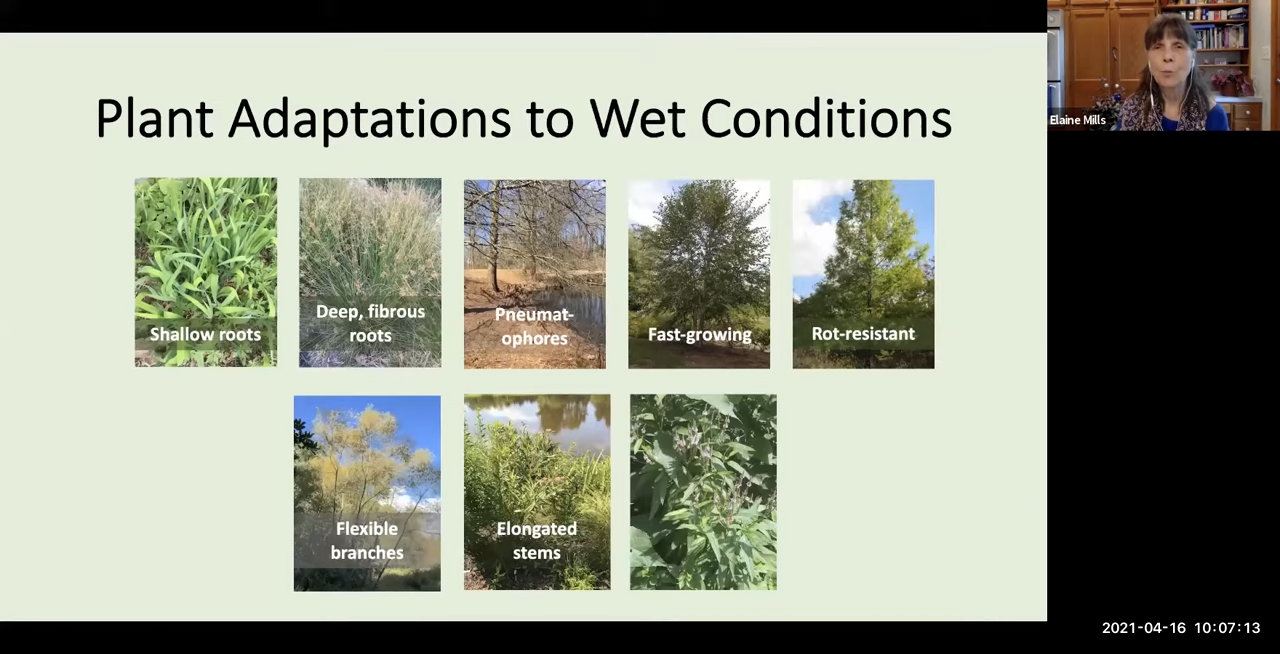 Plant Adaptations to Wet Conditions
Elaine Mills
Shallow roots
Deep, fibrous
roots
Pneumat-
ophores
Fast-growing
Rot-resistant
Flexible
branches
Elongated
stems
2021-04-16 10:07:13